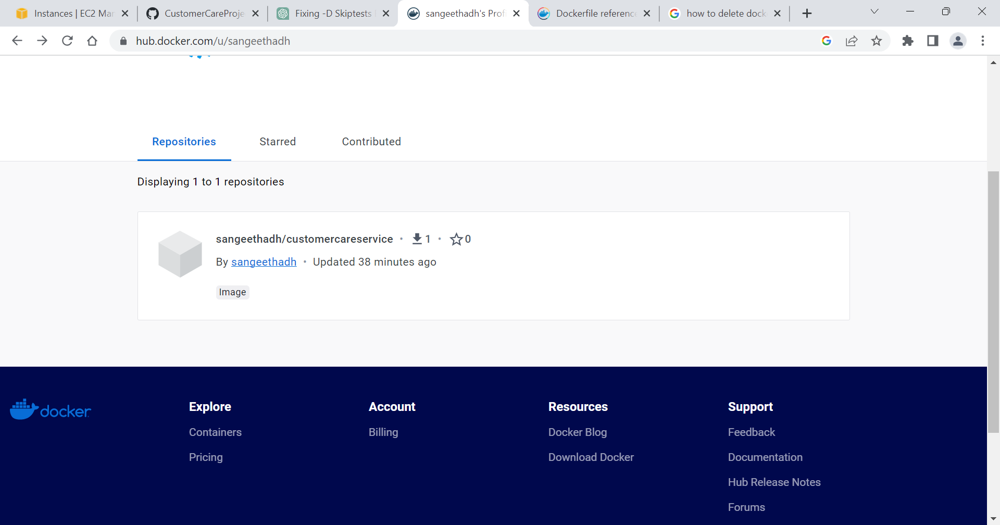 Instances | EC2 Mar
CustomerCareProje
Fixing -D Skiptests
sangeethadh's Prof
Dockerfile reference
how to delete dock
hub.docker.com/u/sangeethadh
Repositories
Starred
Contributed
Displaying 1 to 1 repositories
sangeethadh/customercareservice • 1 • 0
By sangeethadh • Updated 38 minutes ago
Image
docker
Explore
Containers
Pricing
Account
Billing
Resources
Docker Blog
Download Docker
Support
Feedback
Documentation
Hub Release Notes
Forums